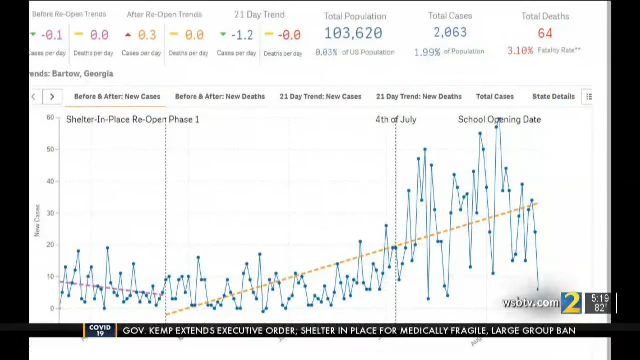 Before Re-Open Trends
After Re-Open Trends
21 Day Trend
Total Population
Total Cases
Total Deaths
-0.1
0.0
0.3
0.0
-1.2
-0.0
103,620
2,063
64
Cases per day
Deaths per day
Cases per day
Deaths per day
Cases per day
Deaths per day
0.03% of US Population
1.99% of Population
3.10% Fatality Rate**
rends: Bartow, Georgia
Before & After: New Cases
Before & After: New Deaths
21 Day Trend: New Cases
21 Day Trend: New Deaths
Total Cases
State Details
60
Shelter-In-Place Re-Open Phase 1
4th of July
School Opening Date
50
40
30
20
10
0
New Cases
wsbtv.com 2
5:19
82°
COVID 19
GOV. KEMP EXTENDS EXECUTIVE ORDER; SHELTER IN PLACE FOR MEDICALLY FRAGILE, LARGE GROUP BAN